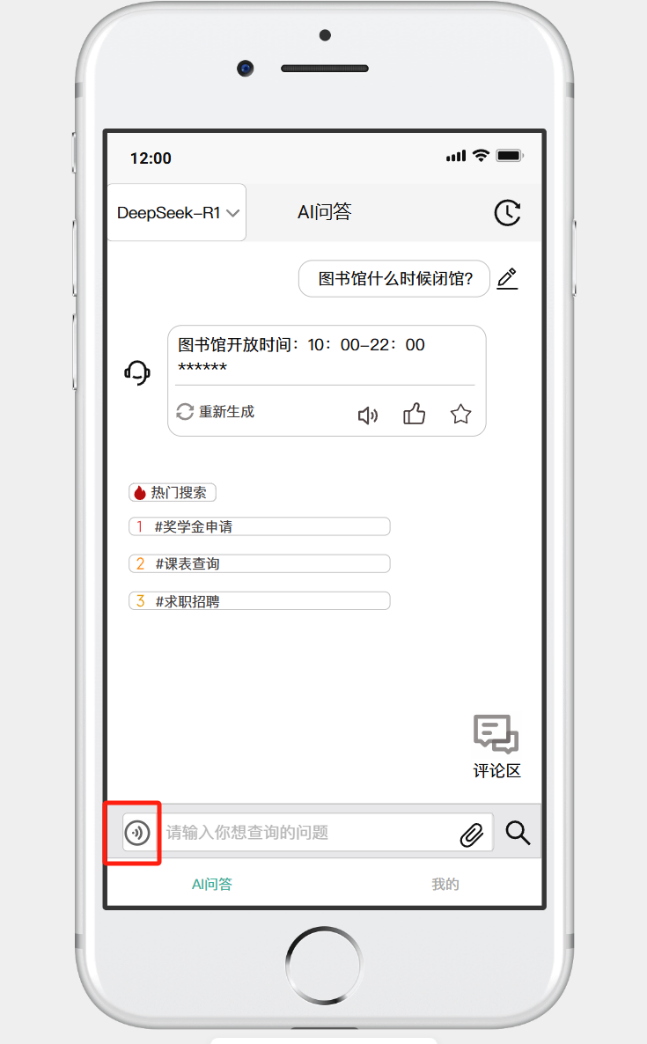 12:00
DeepSeek-R1
AI问答
图书馆什么时候闭馆?
图书馆开放时间：10：00-22：00
******
重新生成
热门搜索
1 #奖学金申请
2 #课表查询
3 #求职招聘
评论区
请输入你想查询的问题
AI问答
我的